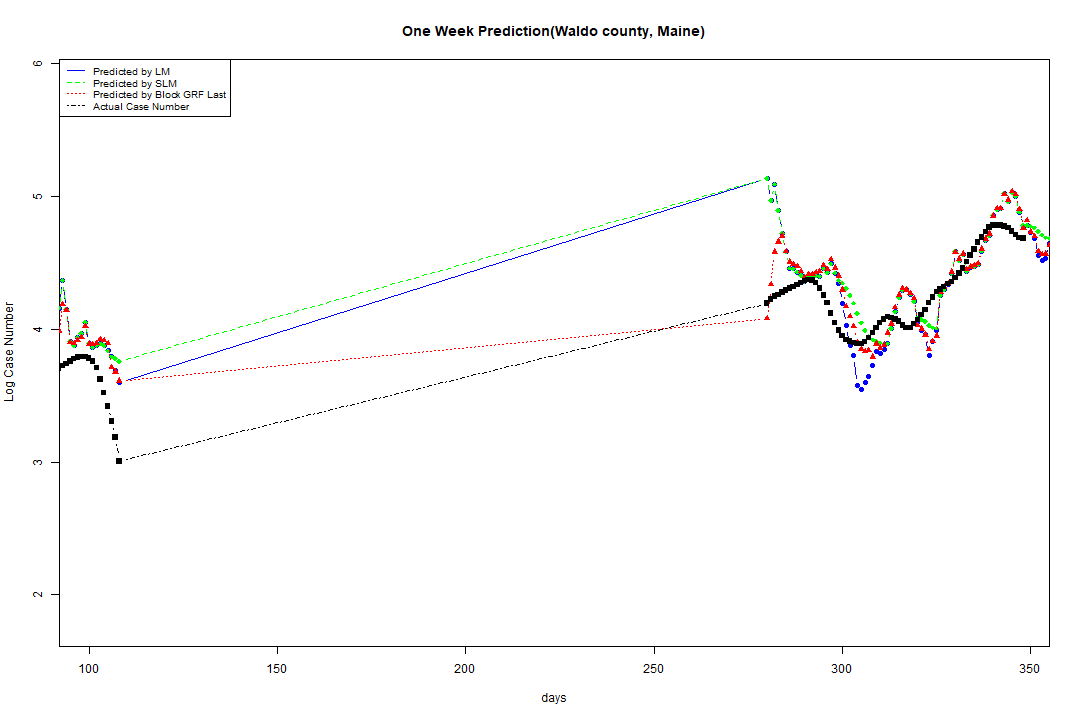 One Week Prediction(Waldo county, Maine)
Predicted by LM
Predicted by SLM
Predicted by Block GRF Last
Actual Case Number
6
5
4
3
2
Log Case Number
100 150 200 250 300 350
days